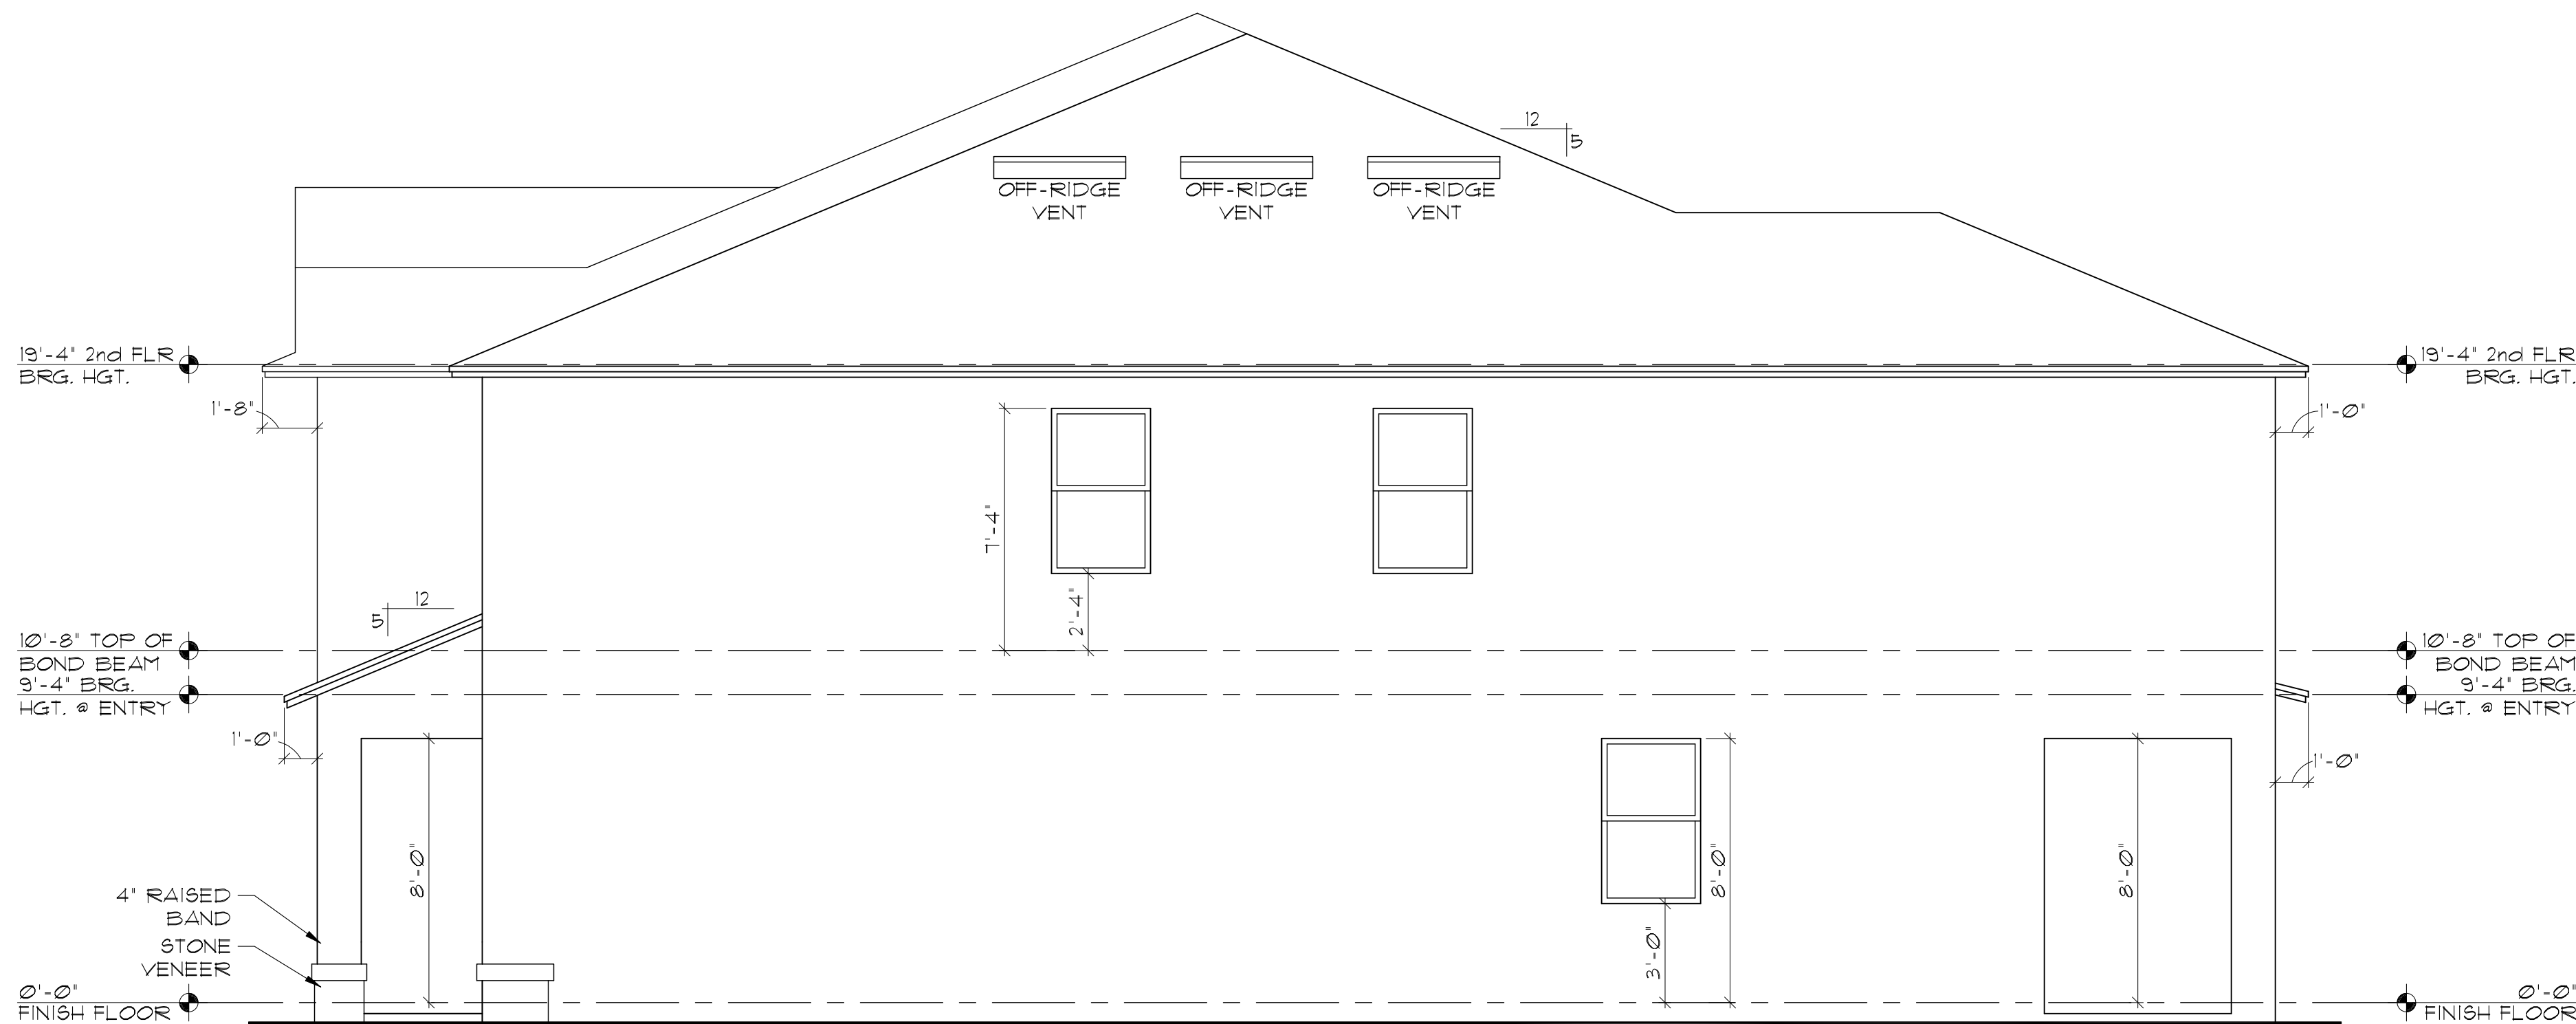 12
5
OFF-RIDGE
VENT
OFF-RIDGE
VENT
OFF-RIDGE
VENT
19'-4" 2nd FLR
BRG. HGT.
19'-4" 2nd FLR
BRG. HGT.
1'-8"
1'-0"
7'-4"
2'-4"
12
5
10'-8" TOP OF
BOND BEAM
9'-4" BRG.
HGT. @ ENTRY
10'-8" TOP OF
BOND BEAM
9'-4" BRG.
HGT. @ ENTRY
1'-0"
1'-0"
8'-0"
8'-0"
8'-0"
3'-0"
4" RAISED
BAND
STONE
VENEER
0'-0"
FINISH FLOOR
0'-0"
FINISH FLOOR